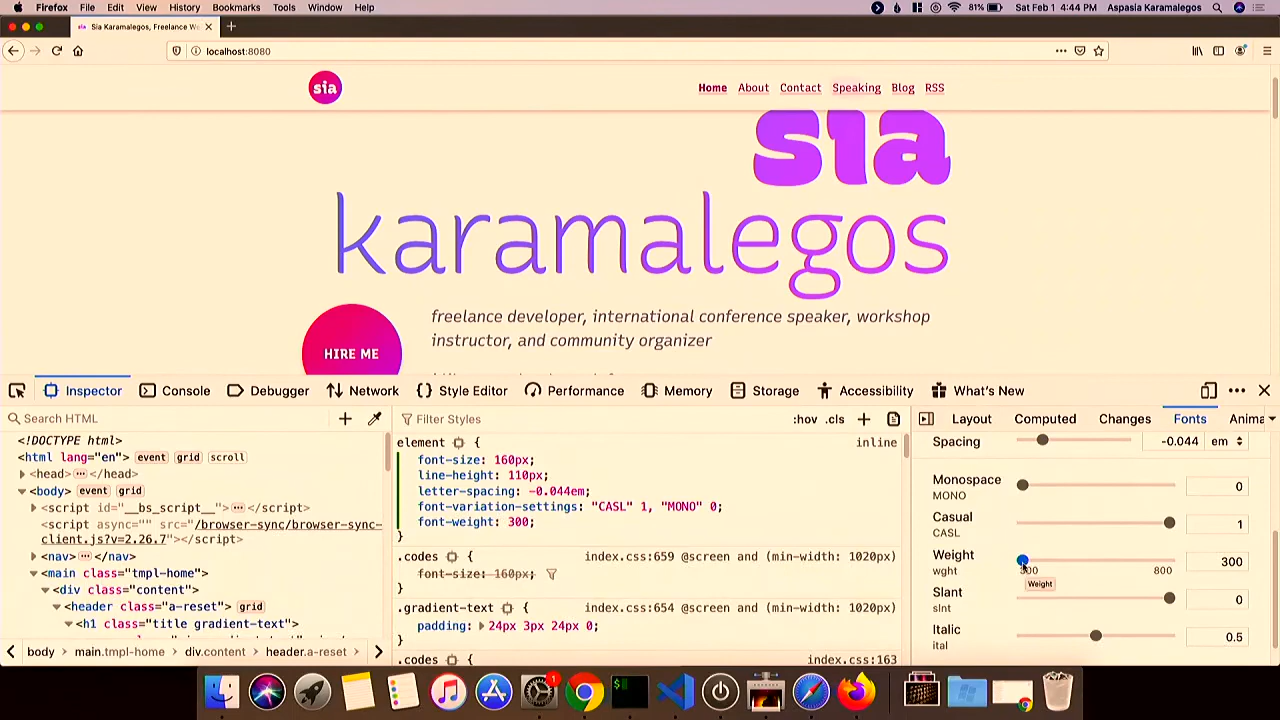 Firefox File Edit View History Bookmarks Tools Window Help 81% Sat Feb 1 4:44 PM Aspasia Karamalegos
Sia Karamalegos, Freelance We
localhost:8080
sia Home About Contact Speaking Blog RSS
sia
karamalegos
freelance developer, international conference speaker, workshop
instructor, and community organizer
HIRE ME
Inspector Console Debugger Network Style Editor Performance Memory Storage Accessibility What's New
Search HTML
Filter Styles :hov .cls
Layout Computed Changes Fonts Anima
<!DOCTYPE html>
<html lang="en"> event grid scroll
<head> </head>
<body> event grid
<script id="__bs_script__"> </script>
<script async="" src="/browser-sync/browser-sync-
client.js?v=2.26.7"></script>
<nav> </nav>
<main class="tmpl-home">
<div class="content">
<header class="a-reset"> grid
<h1 class="title gradient-text">
body main.tmpl-home div.content header.a-reset
element { inline
font-size: 160px;
line-height: 110px;
letter-spacing: -0.044em;
font-variation-settings: "CASL" 1, "MONO" 0;
font-weight: 300;
}
.codes { index.css:659 @screen and (min-width: 1020px)
font-size: 160px;
}
.gradient-text { index.css:654 @screen and (min-width: 1020px)
padding: 24px 3px 24px 0;
}
.codes { index.css:163
Spacing -0.044 em
Monospace 0
MONO
Casual 1
CASL
Weight 300
wght 300 800
Weight
Slant 0
slnt
Italic 0.5
ital
1
$